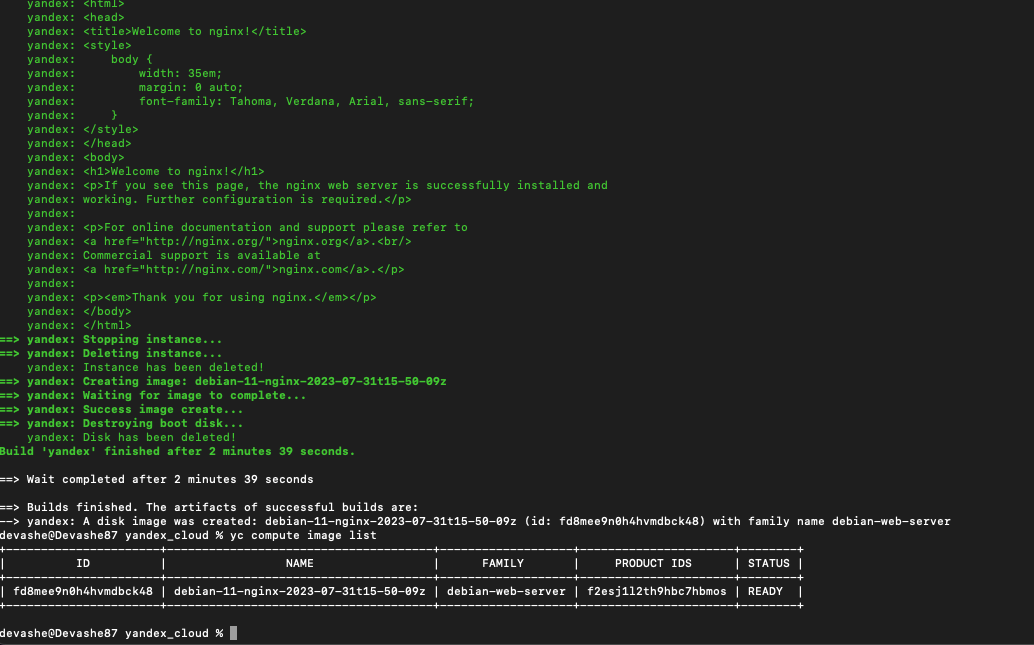 yandex: <html>
yandex: <head>
yandex: <title>Welcome to nginx!</title>
yandex: <style>
yandex:     body {
yandex:         width: 35em;
yandex:         margin: 0 auto;
yandex:         font-family: Tahoma, Verdana, Arial, sans-serif;
yandex:     }
yandex: </style>
yandex: </head>
yandex: <body>
yandex: <h1>Welcome to nginx!</h1>
yandex: <p>If you see this page, the nginx web server is successfully installed and
yandex: working. Further configuration is required.</p>
yandex:
yandex: <p>For online documentation and support please refer to
yandex: <a href="http://nginx.org/">nginx.org</a>.<br/>
yandex: Commercial support is available at
yandex: <a href="http://nginx.com/">nginx.com</a>.</p>
yandex:
yandex: <p><em>Thank you for using nginx.</em></p>
yandex: </body>
yandex: </html>
==> yandex: Stopping instance...
==> yandex: Deleting instance...
yandex: Instance has been deleted!
==> yandex: Creating image: debian-11-nginx-2023-07-31t15-50-09z
==> yandex: Waiting for image to complete...
==> yandex: Success image create...
==> yandex: Destroying boot disk...
yandex: Disk has been deleted!
Build 'yandex' finished after 2 minutes 39 seconds.
==> Wait completed after 2 minutes 39 seconds
==> Builds finished. The artifacts of successful builds are:
--> yandex: A disk image was created: debian-11-nginx-2023-07-31t15-50-09z (id: fd8mee9n0h4hvmdbck48) with family name debian-web-server
devashe@Devashe87 yandex_cloud % yc compute image list
+----------------------+--------------------------------------+-------------------+----------------------+--------+
|          ID          |                 NAME                 |      FAMILY       |     PRODUCT IDS      | STATUS |
+----------------------+--------------------------------------+-------------------+----------------------+--------+
| fd8mee9n0h4hvmdbck48 | debian-11-nginx-2023-07-31t15-50-09z | debian-web-server | f2esj1l2th9hbc7hbmos | READY  |
+----------------------+--------------------------------------+-------------------+----------------------+--------+
devashe@Devashe87 yandex_cloud %